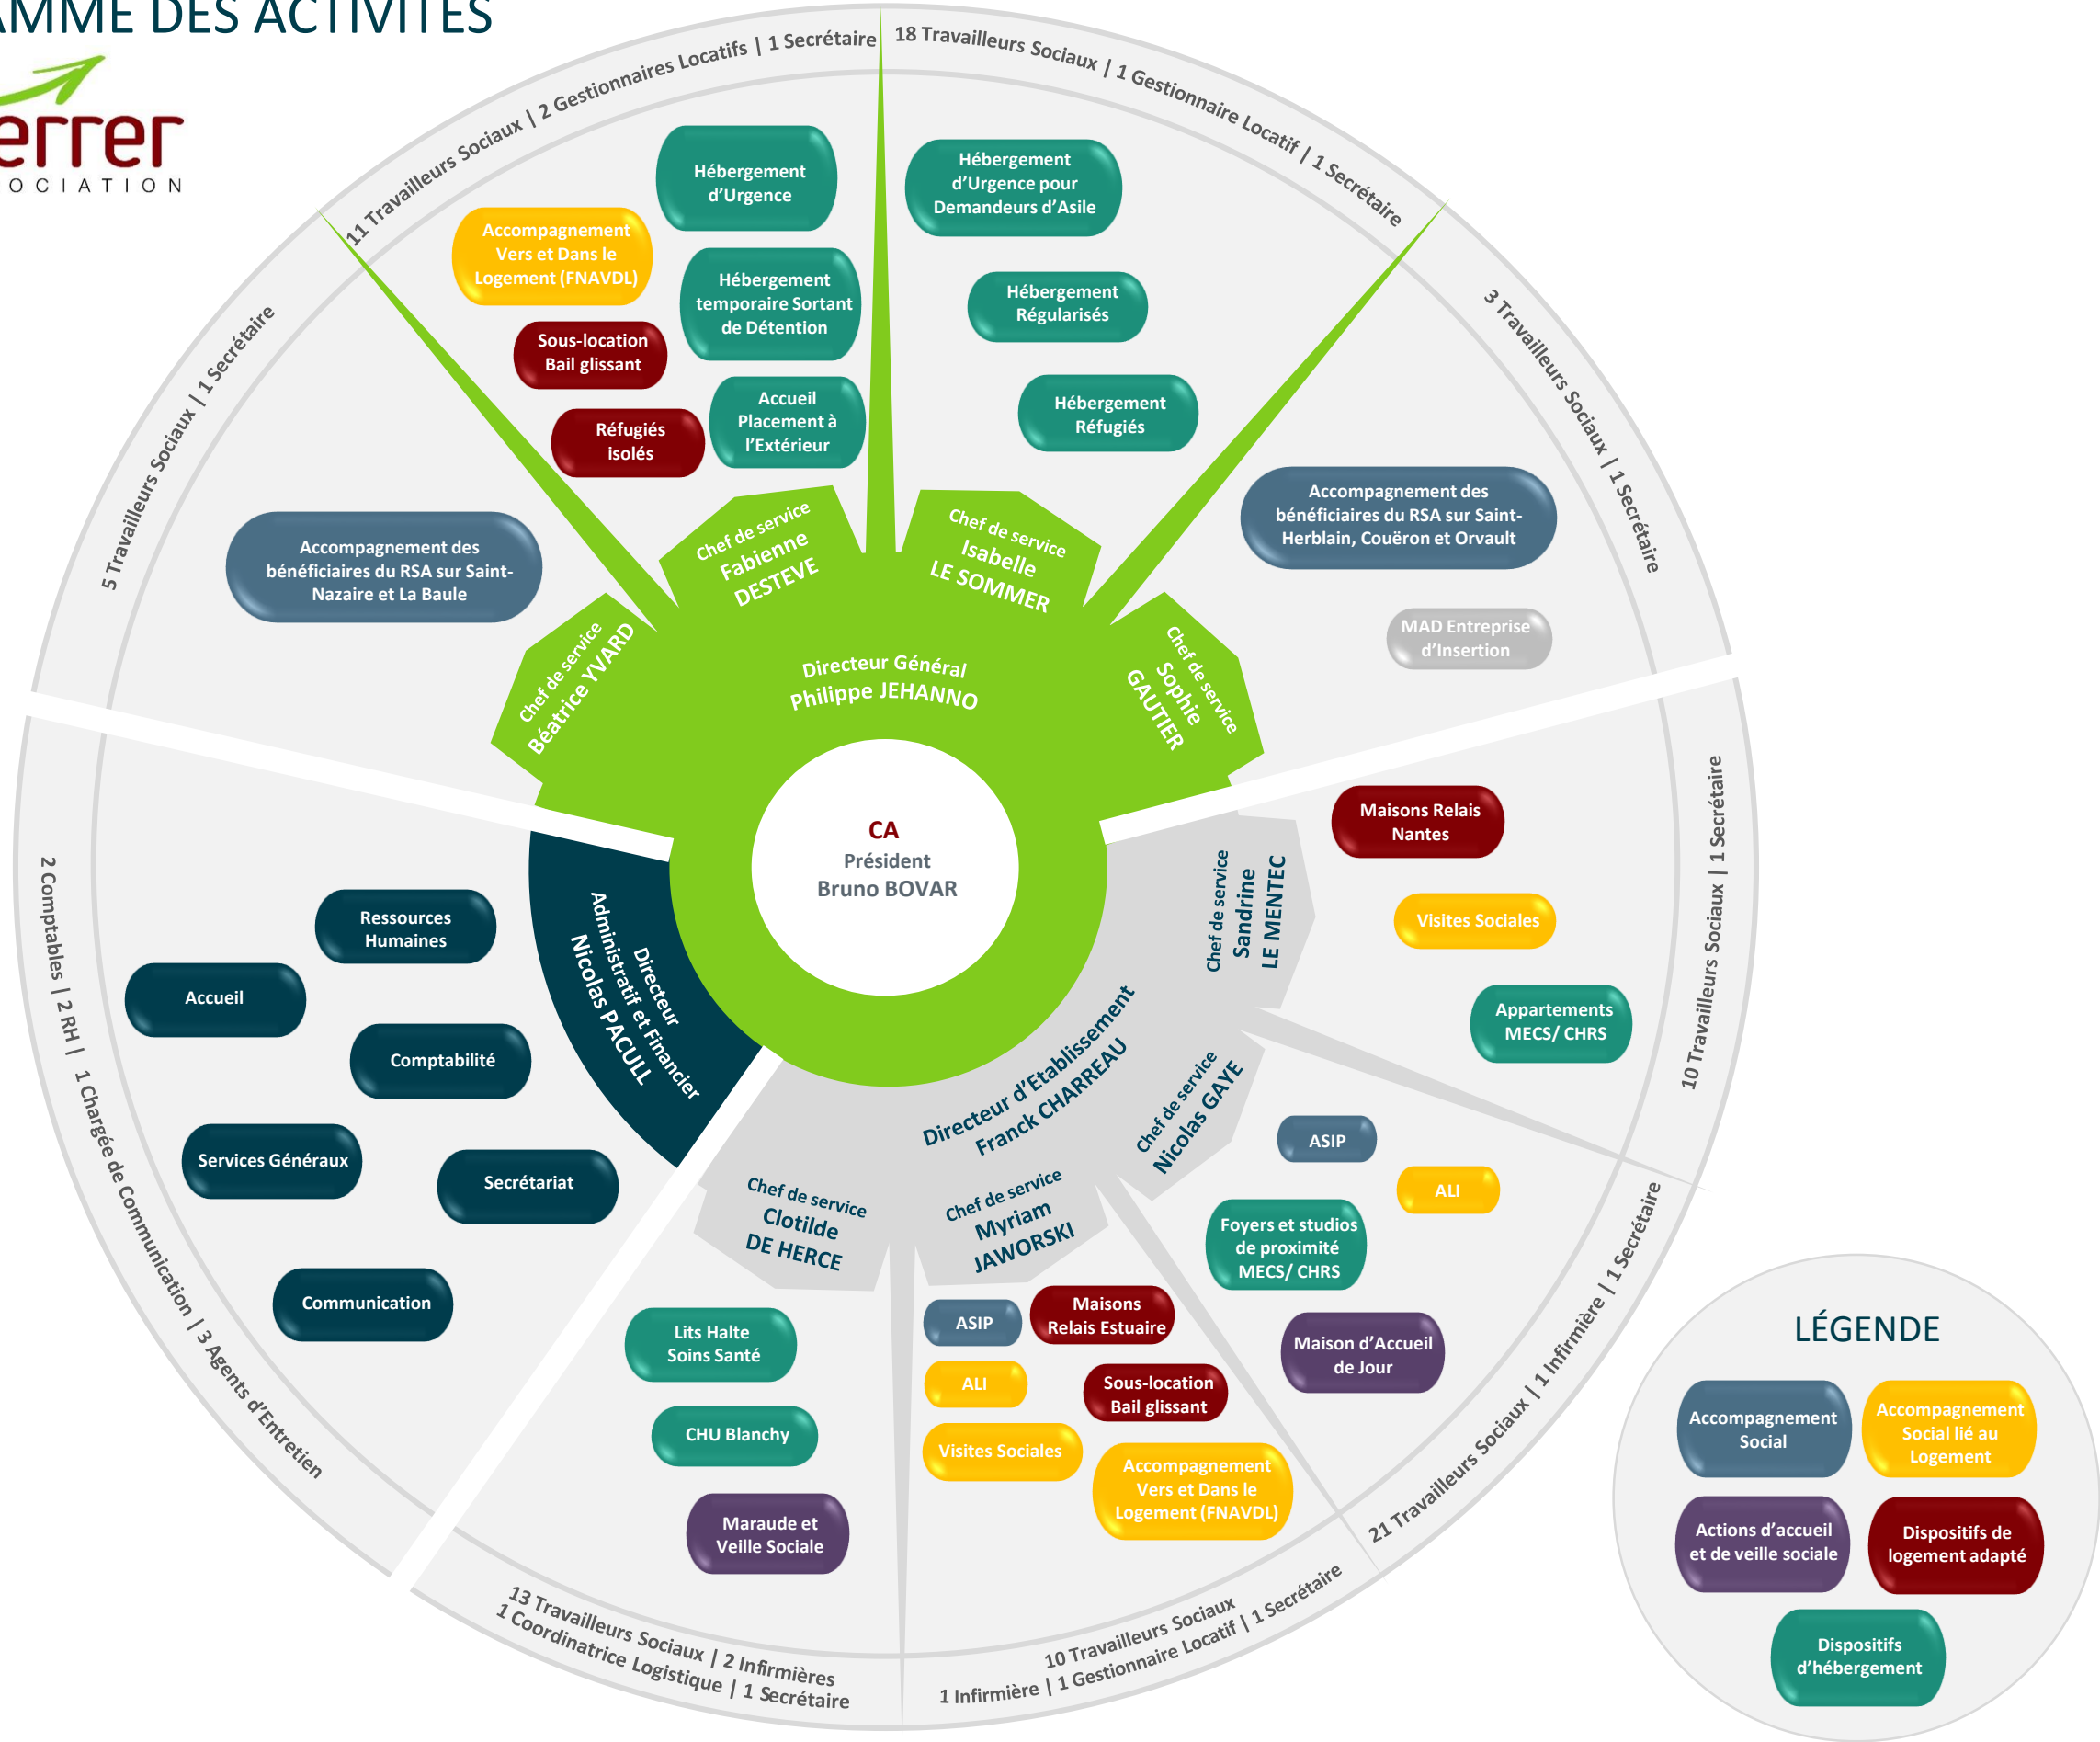 AMME DES ACTIVITÉS
errer
OCIATION
11 Travailleurs Sociaux | 2 Gestionnaires Locatifs | 1 Secrétaire
Hébergement
d’Urgence
Accompagnement
Vers et Dans le
Logement (FNAVDL)
Hébergement
temporaire Sortant
de Détention
Sous-location
Bail glissant
Accueil
Placement à
l’Extérieur
Réfugiés
isolés
Chef de service
Fabienne
DESTEVE
18 Travailleurs Sociaux | 1 Gestionnaire Locatif | 1 Secrétaire
Hébergement
d’Urgence pour
Demandeurs d’Asile
Hébergement
Régularisés
Hébergement
Réfugiés
Chef de service
Isabelle
LE SOMMER
3 Travailleurs Sociaux | 1 Secrétaire
Accompagnement des
bénéficiaires du RSA sur Saint-
Herblain, Couëron et Orvault
MAD Entreprise
d’Insertion
Chef de service
Sophie
GAUTIER
5 Travailleurs Sociaux | 1 Secrétaire
Accompagnement des
bénéficiaires du RSA sur Saint-
Nazaire et La Baule
Chef de service
Béatrice YVARD
Directeur Général
Philippe JEHANNO
CA
Président
Bruno BOVAR
10 Travailleurs Sociaux | 1 Secrétaire
Maisons Relais
Nantes
Visites Sociales
Appartements
MECS/ CHRS
Chef de service
Sandrine
LE MENTEC
Directeur d’Etablissement
Franck CHARREAU
Chef de service
Nicolas GAYE
ASIP
ALI
Foyers et studios
de proximité
MECS/ CHRS
Maison d’Accueil
de Jour
21 Travailleurs Sociaux | 1 Infirmière | 1 Secrétaire
Chef de service
Myriam
JAWORSKI
ASIP
Maisons
Relais Estuaire
ALI
Sous-location
Bail glissant
Visites Sociales
Accompagnement
Vers et Dans le
Logement (FNAVDL)
10 Travailleurs Sociaux
1 Infirmière | 1 Gestionnaire Locatif | 1 Secrétaire
Chef de service
Clotilde
DE HERCE
Lits Halte
Soins Santé
CHU Blanchy
Maraude et
Veille Sociale
13 Travailleurs Sociaux | 2 Infirmières
1 Coordinatrice Logistique | 1 Secrétaire
Directeur
Administratif et Financier
Nicolas PACULL
Ressources
Humaines
Accueil
Comptabilité
Services Généraux
Secrétariat
Communication
2 Comptables | 2 RH | 1 Chargée de Communication | 3 Agents d’Entretien
LÉGENDE
Accompagnement
Social
Accompagnement
Social lié au
Logement
Actions d’accueil
et de veille sociale
Dispositifs de
logement adapté
Dispositifs
d’hébergement